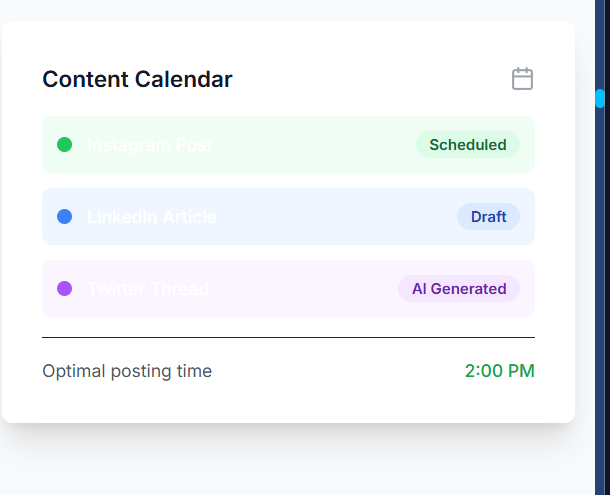 Content Calendar
Instagram Post
Scheduled
LinkedIn Article
Draft
Twitter Thread
AI Generated
Optimal posting time
2:00 PM